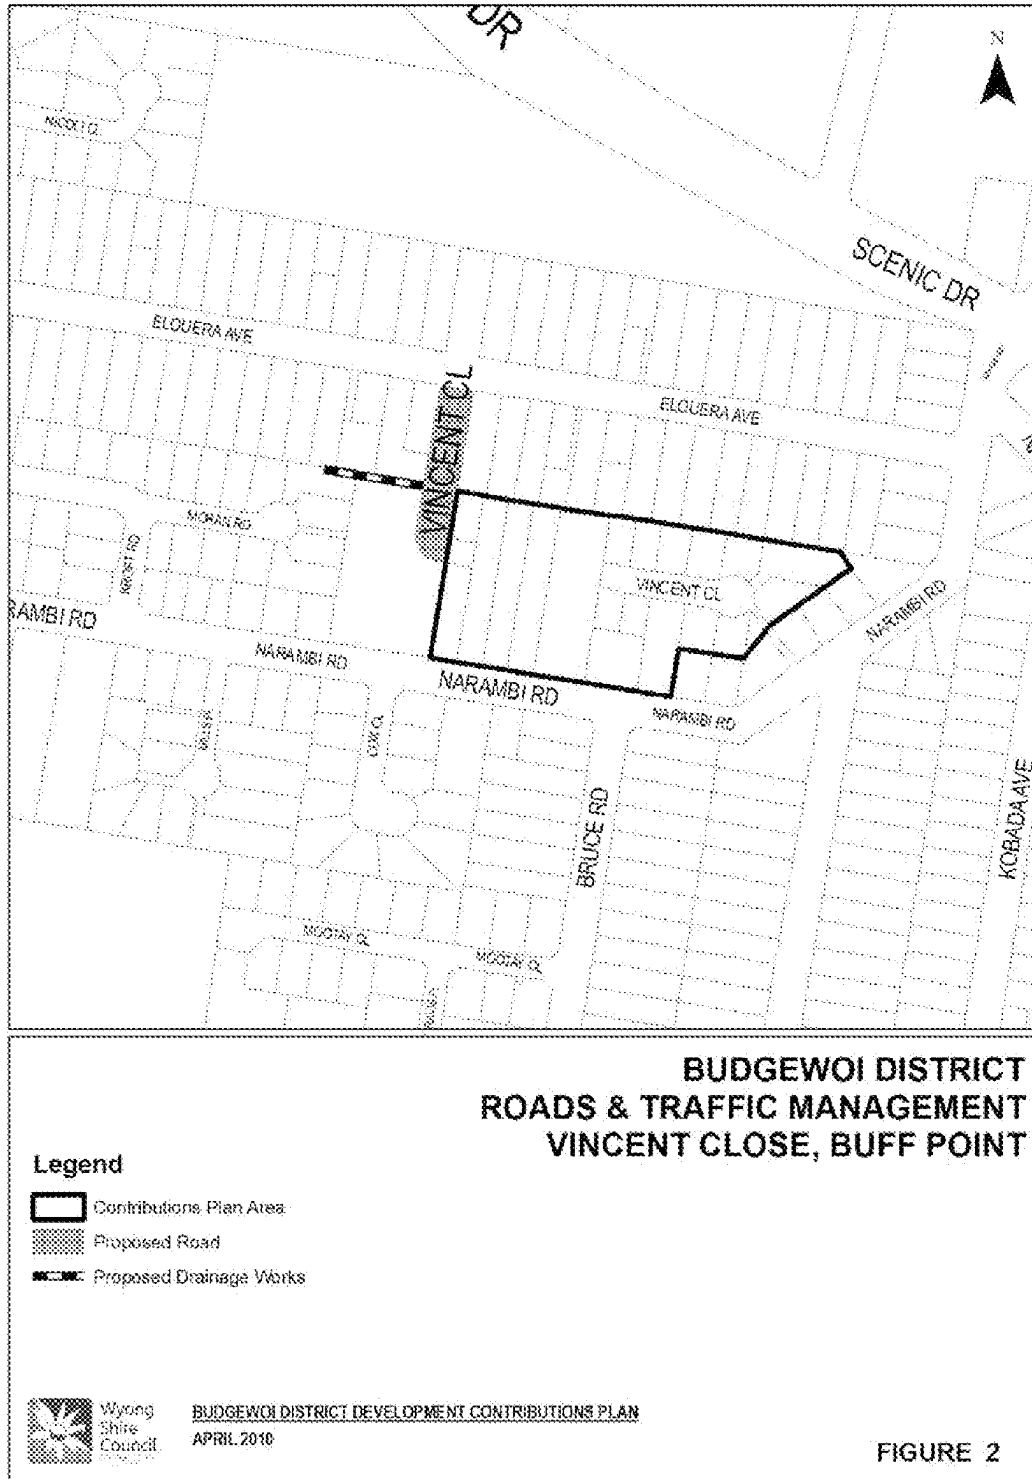 DR
N
SCENIC DR
ELOUERA AVE
VINCENT CL
ELOUERA AVE
MORAN RD
VINCENT CL
NARAMBI RD
RAMBI RD
NARAMBI RD
NARAMBI RD
NARAMBI RD
COX CL
BRUCE RD
KOBADA AVE
BUDGEWOI DISTRICT
ROADS & TRAFFIC MANAGEMENT
VINCENT CLOSE, BUFF POINT
Legend
Contributions Plan Area
Proposed Road
Proposed Drainage Works
Wyong
Shire
Council
BUDGEWOI DISTRICT DEVELOPMENT CONTRIBUTIONS PLAN
APRIL 2010
FIGURE 2